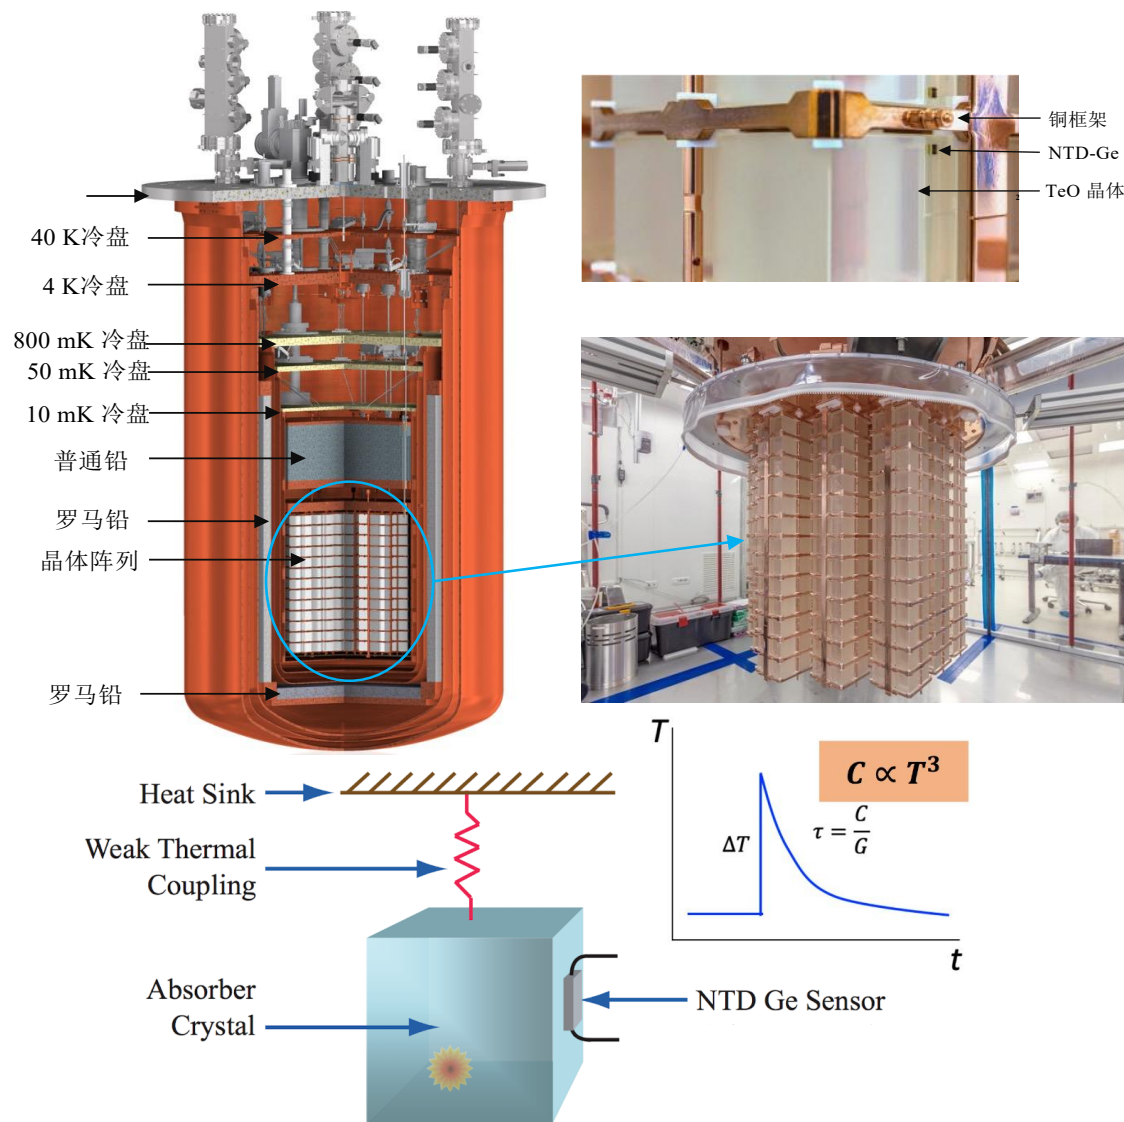 40 K冷盘
4 K冷盘
800 mK 冷盘
50 mK 冷盘
10 mK 冷盘
普通铅
罗马铅
晶体阵列
罗马铅
铜框架
NTD-Ge
TeO 晶体
2
Heat Sink
Weak Thermal
Coupling
Absorber
Crystal
NTD Ge Sensor
T
C ∝ T³
τ = C/G
ΔT
t